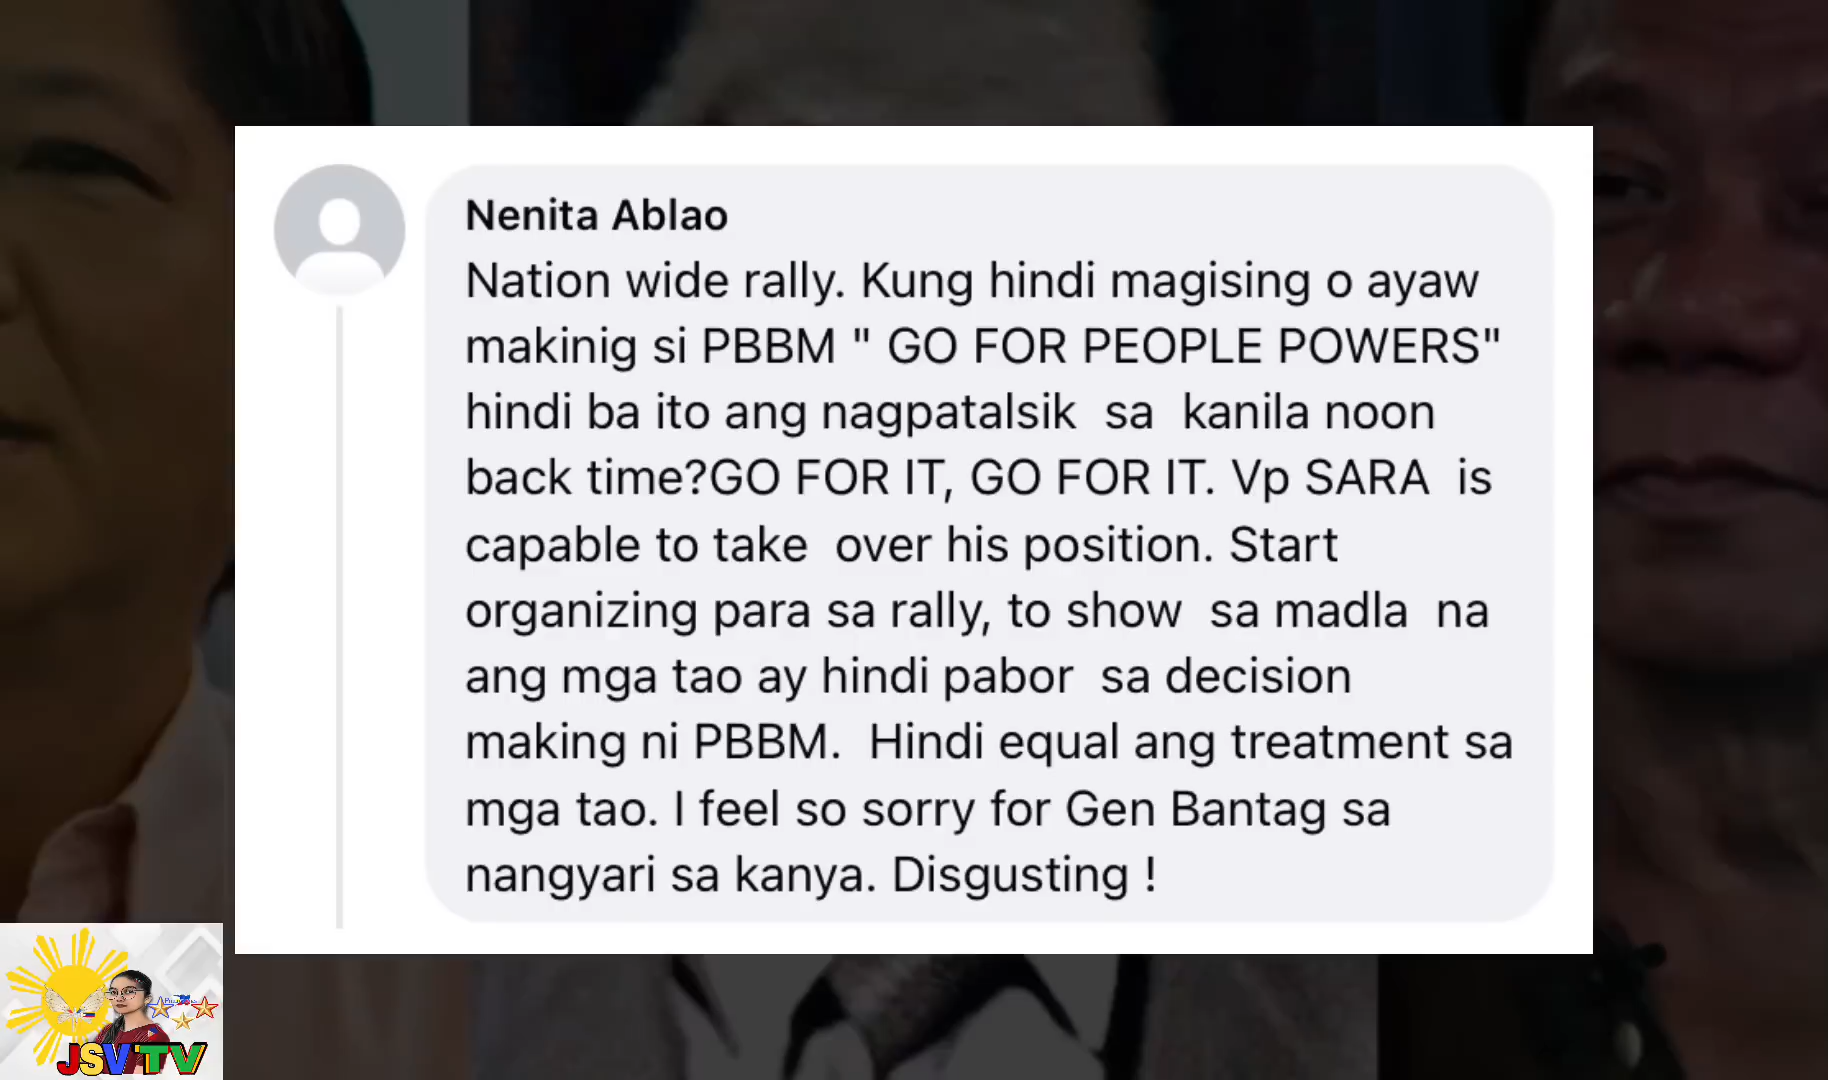 Nenita Ablao
Nation wide rally. Kung hindi magising o ayaw
makinig si PBBM " GO FOR PEOPLE POWERS"
hindi ba ito ang nagpatalsik  sa  kanila noon
back time?GO FOR IT, GO FOR IT. Vp SARA  is
capable to take  over his position. Start
organizing para sa rally, to show  sa madla  na
ang mga tao ay hindi pabor  sa decision
making ni PBBM.  Hindi equal ang treatment sa
mga tao. I feel so sorry for Gen Bantag sa
nangyari sa kanya. Disgusting !
JSV TV